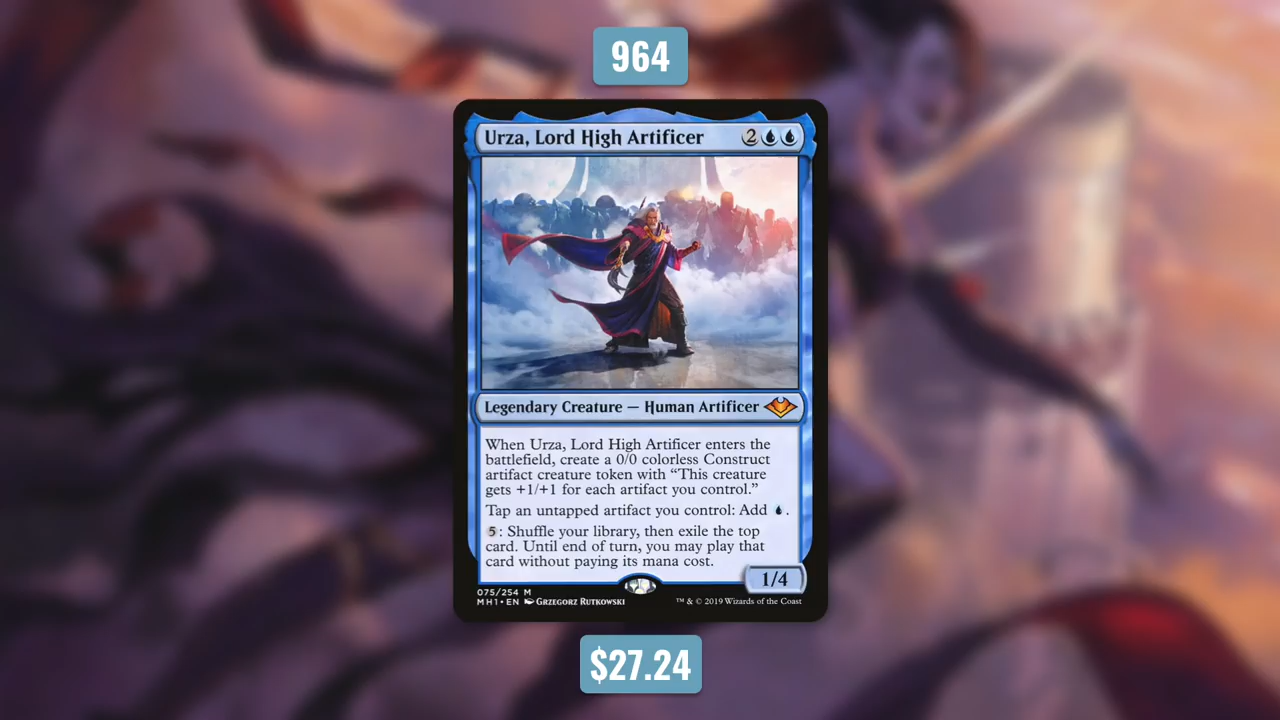 964
Urza, Lord High Artificer 2
Legendary Creature — Human Artificer
When Urza, Lord High Artificer enters the
battlefield, create a 0/0 colorless Construct
artifact creature token with “This creature
gets +1/+1 for each artifact you control.”
Tap an untapped artifact you control: Add .
5: Shuffle your library, then exile the top
card. Until end of turn, you may play that
card without paying its mana cost.
1/4
075/254 M
MH1 • EN Grzegorz Rutkowski
™ & © 2019 Wizards of the Coast
$27.24